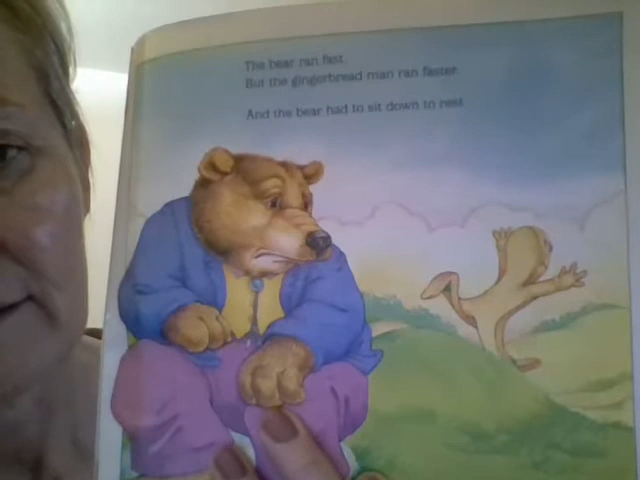 The bear ran fast.
But the gingerbread man ran faster.
And the bear had to sit down to rest.